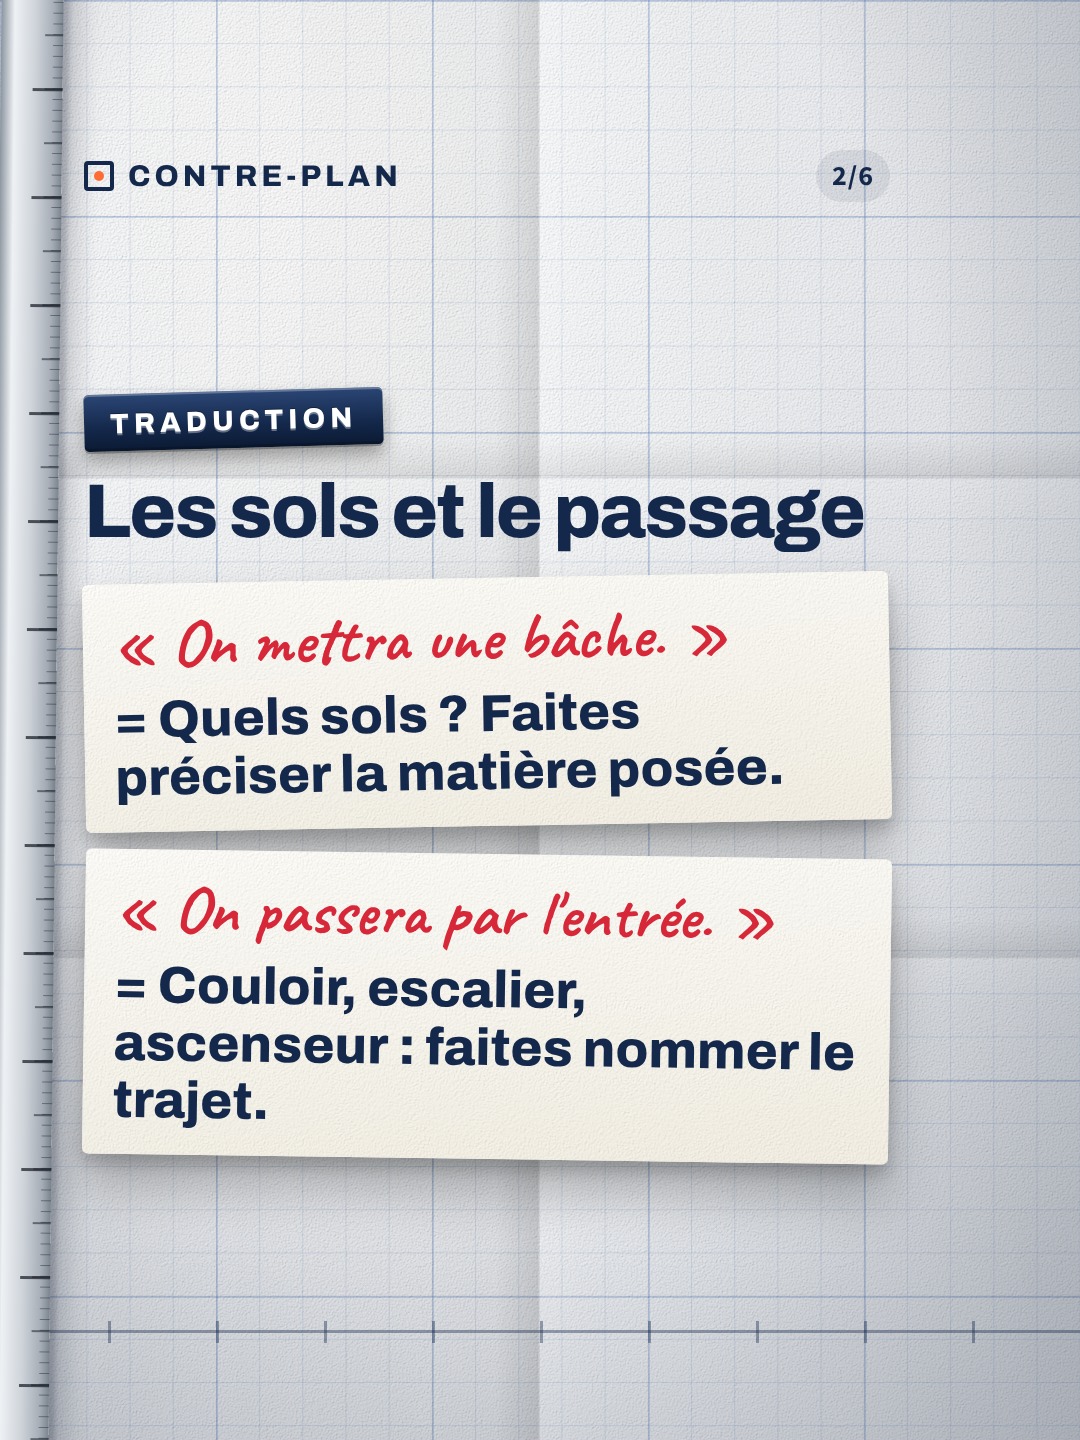 CONTRE-PLAN
2/6
TRADUCTION
Les sols et le passage
« On mettra une bâche. »
= Quels sols ? Faites
préciser la matière posée.
« On passera par l'entrée. »
= Couloir, escalier,
ascenseur : faites nommer le
trajet.